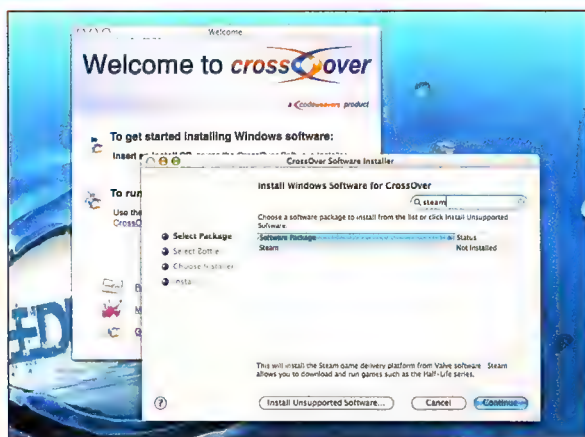 Welcome
Welcome to crossover
a codeweavers product
To get started installing Windows software:
Insert
To run
Use the
CrossOver Software Installer
Install Windows Software for CrossOver
steam
Choose a software package to install from the list or click Install Unsupported
Software.
Select Package
Software Package
Status
Steam
Not Installed
Select Bottle
Choose Installer
Install
This will install the Steam game delivery platform from Valve software. Steam
allows you to download and run games such as the Half-Life series.
?
Install Unsupported Software...
Cancel
Continue